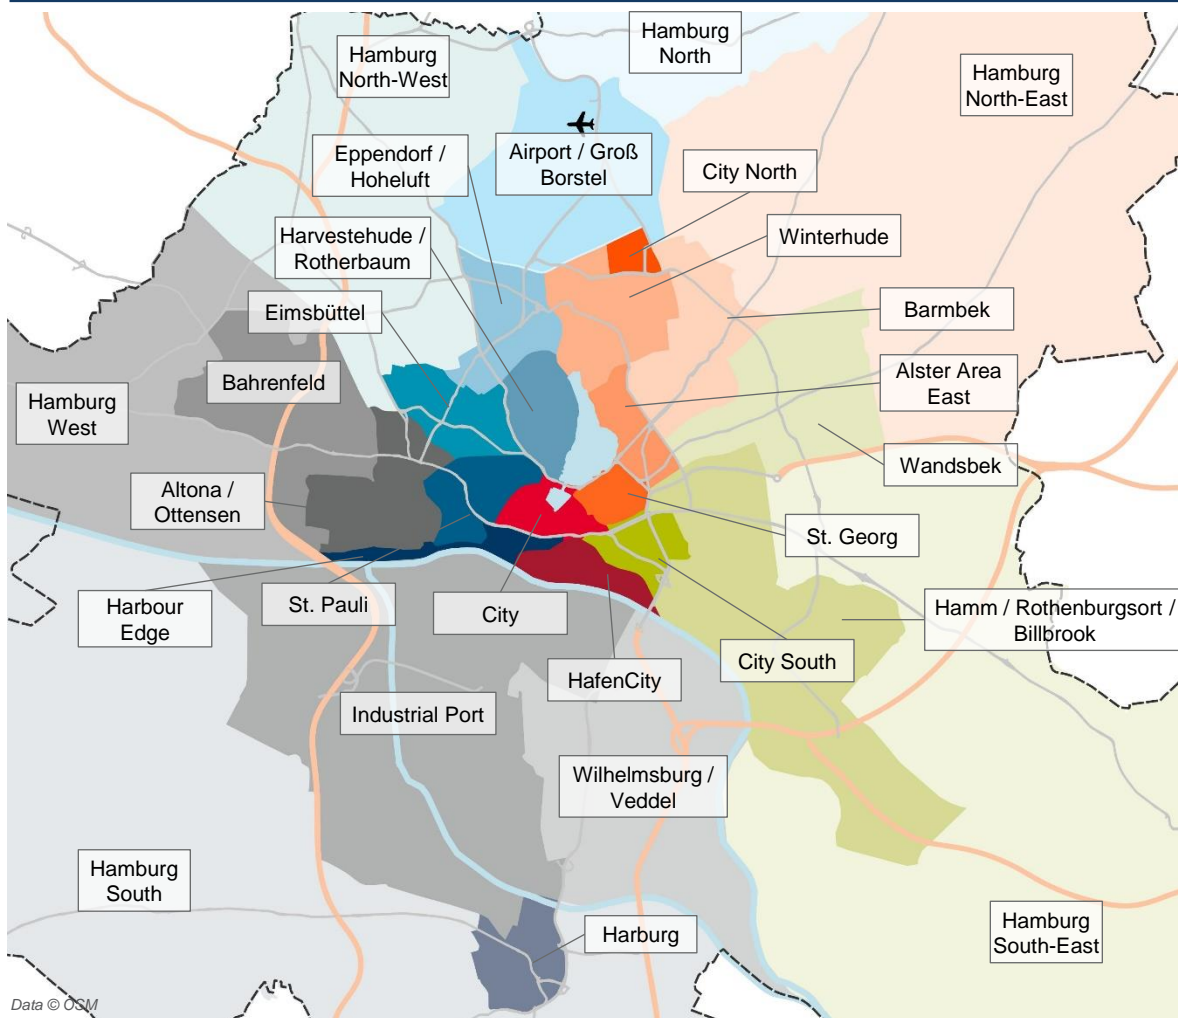 Hamburg
North
Hamburg
North-West
Hamburg
North-East
Airport / Groß
Borstel
Eppendorf /
Hoheluft
City North
Harvestehude /
Rotherbaum
Winterhude
Eimsbüttel
Barmbek
Bahrenfeld
Alster Area
East
Hamburg
West
Wandsbek
Altona /
Ottensen
St. Georg
Harbour
Edge
St. Pauli
City
Hamm / Rothenburgsort /
Billbrook
City South
HafenCity
Industrial Port
Wilhelmsburg /
Veddel
Hamburg
South
Harburg
Hamburg
South-East
Data © OSM